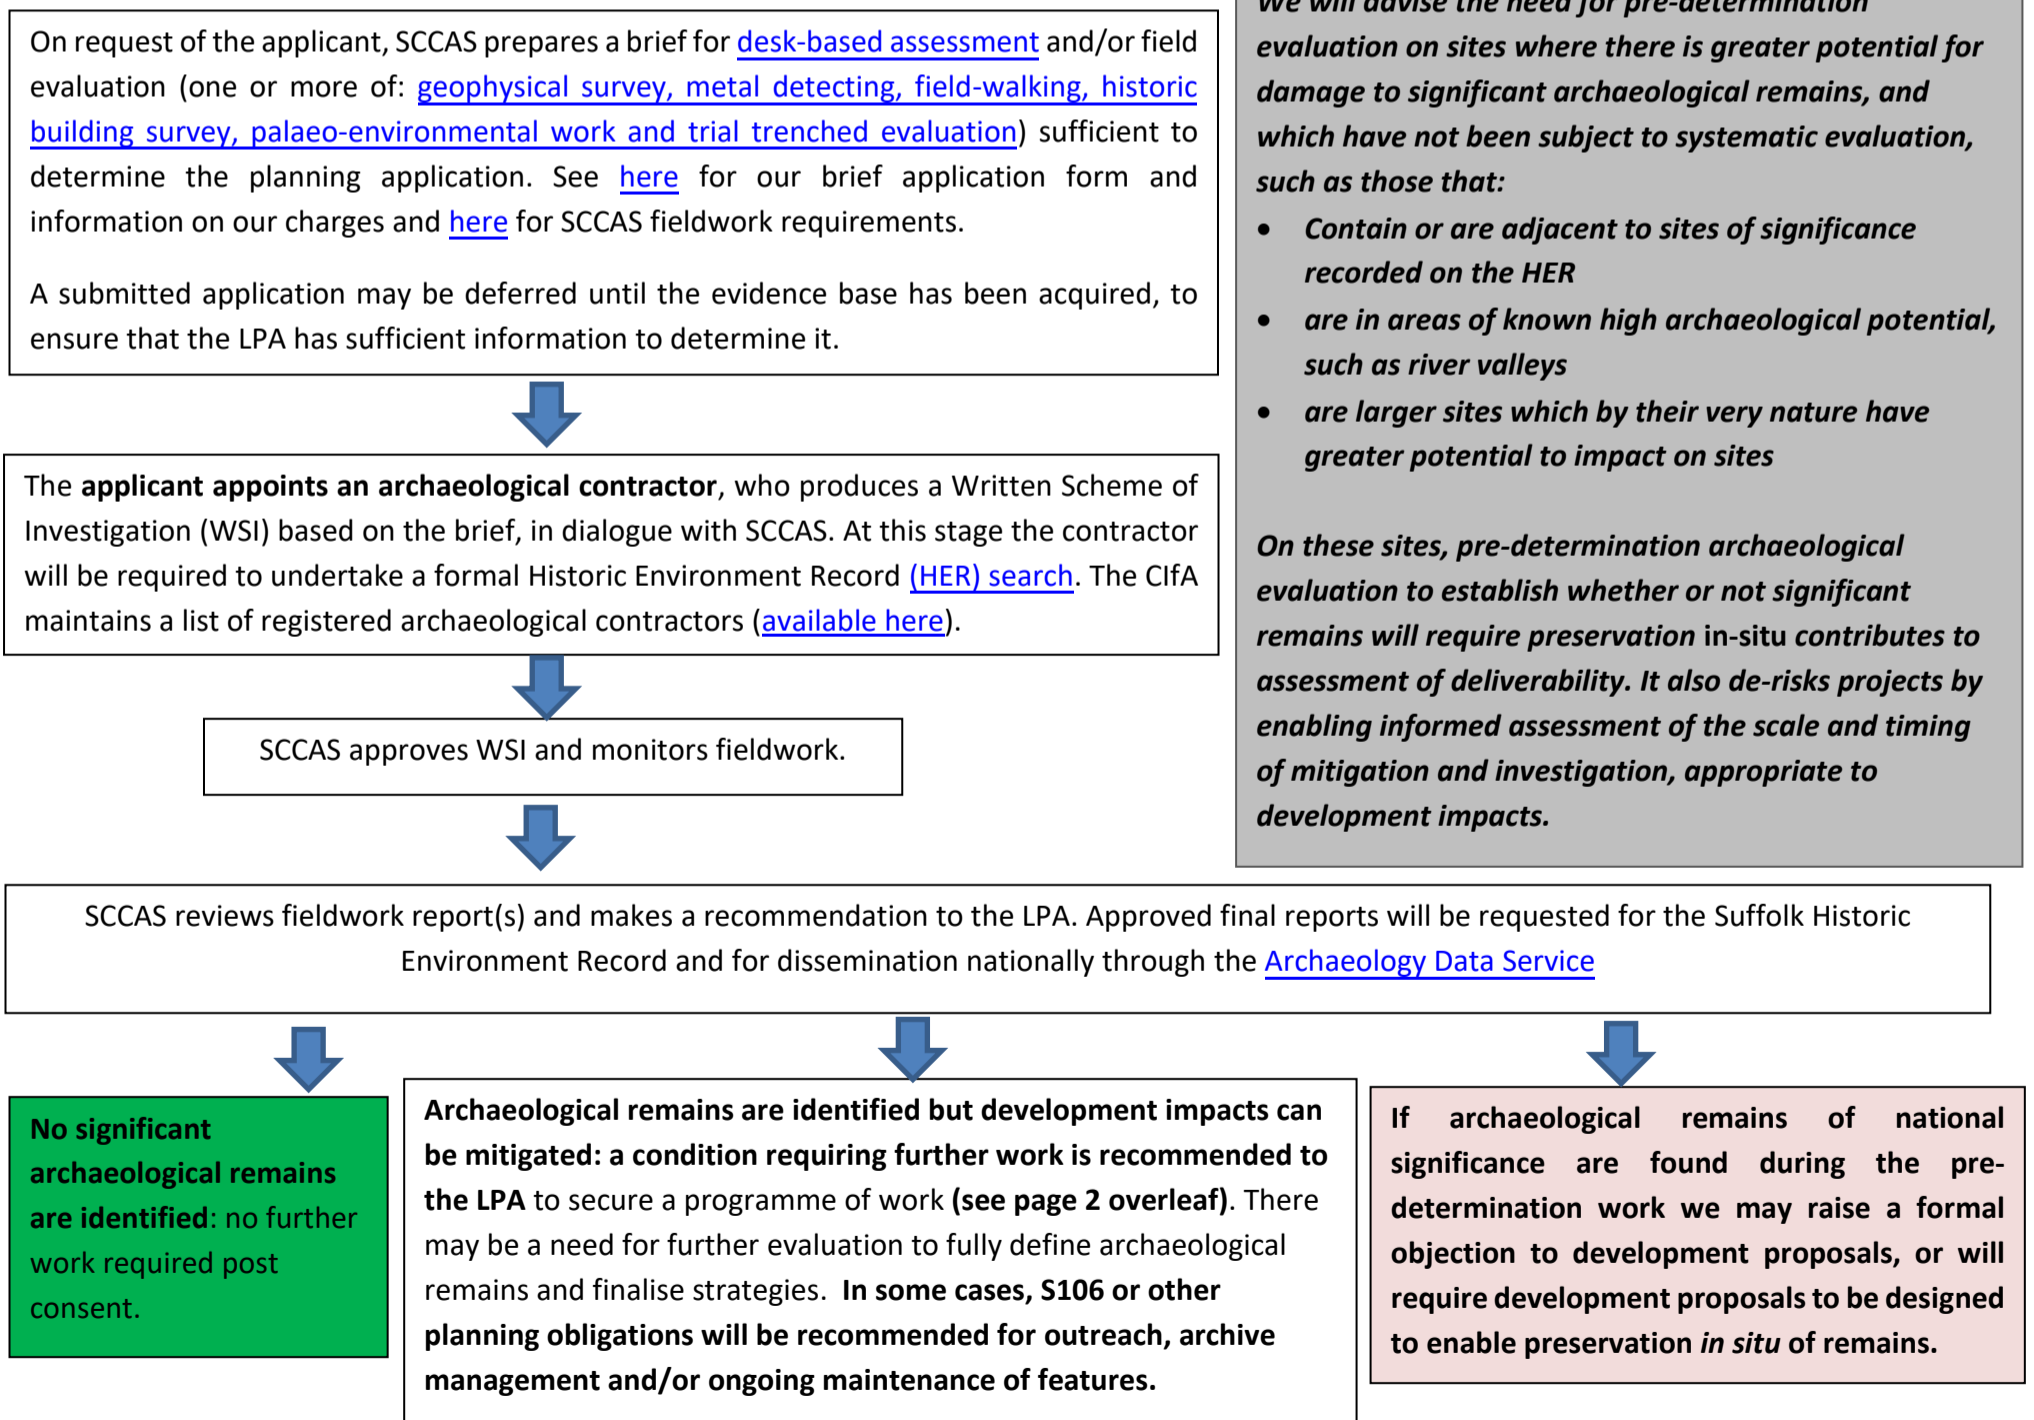 On request of the applicant, SCCAS prepares a brief for desk-based assessment and/or field
evaluation (one or more of: geophysical survey, metal detecting, field-walking, historic
building survey, palaeo-environmental work and trial trenched evaluation) sufficient to
determine the planning application. See here for our brief application form and
information on our charges and here for SCCAS fieldwork requirements.
A submitted application may be deferred until the evidence base has been acquired, to
ensure that the LPA has sufficient information to determine it.
We will advise the need for pre-determination
evaluation on sites where there is greater potential for
damage to significant archaeological remains, and
which have not been subject to systematic evaluation,
such as those that:
• Contain or are adjacent to sites of significance
recorded on the HER
• are in areas of known high archaeological potential,
such as river valleys
• are larger sites which by their very nature have
greater potential to impact on sites
On these sites, pre-determination archaeological
evaluation to establish whether or not significant
remains will require preservation in-situ contributes to
assessment of deliverability. It also de-risks projects by
enabling informed assessment of the scale and timing
of mitigation and investigation, appropriate to
development impacts.
The applicant appoints an archaeological contractor, who produces a Written Scheme of
Investigation (WSI) based on the brief, in dialogue with SCCAS. At this stage the contractor
will be required to undertake a formal Historic Environment Record (HER) search. The CIfA
maintains a list of registered archaeological contractors (available here).
SCCAS approves WSI and monitors fieldwork.
SCCAS reviews fieldwork report(s) and makes a recommendation to the LPA. Approved final reports will be requested for the Suffolk Historic
Environment Record and for dissemination nationally through the Archaeology Data Service
No significant
archaeological remains
are identified: no further
work required post
consent.
Archaeological remains are identified but development impacts can
be mitigated: a condition requiring further work is recommended to
the LPA to secure a programme of work (see page 2 overleaf). There
may be a need for further evaluation to fully define archaeological
remains and finalise strategies. In some cases, S106 or other
planning obligations will be recommended for outreach, archive
management and/or ongoing maintenance of features.
If archaeological remains of national
significance are found during the pre-
determination work we may raise a formal
objection to development proposals, or will
require development proposals to be designed
to enable preservation in situ of remains.